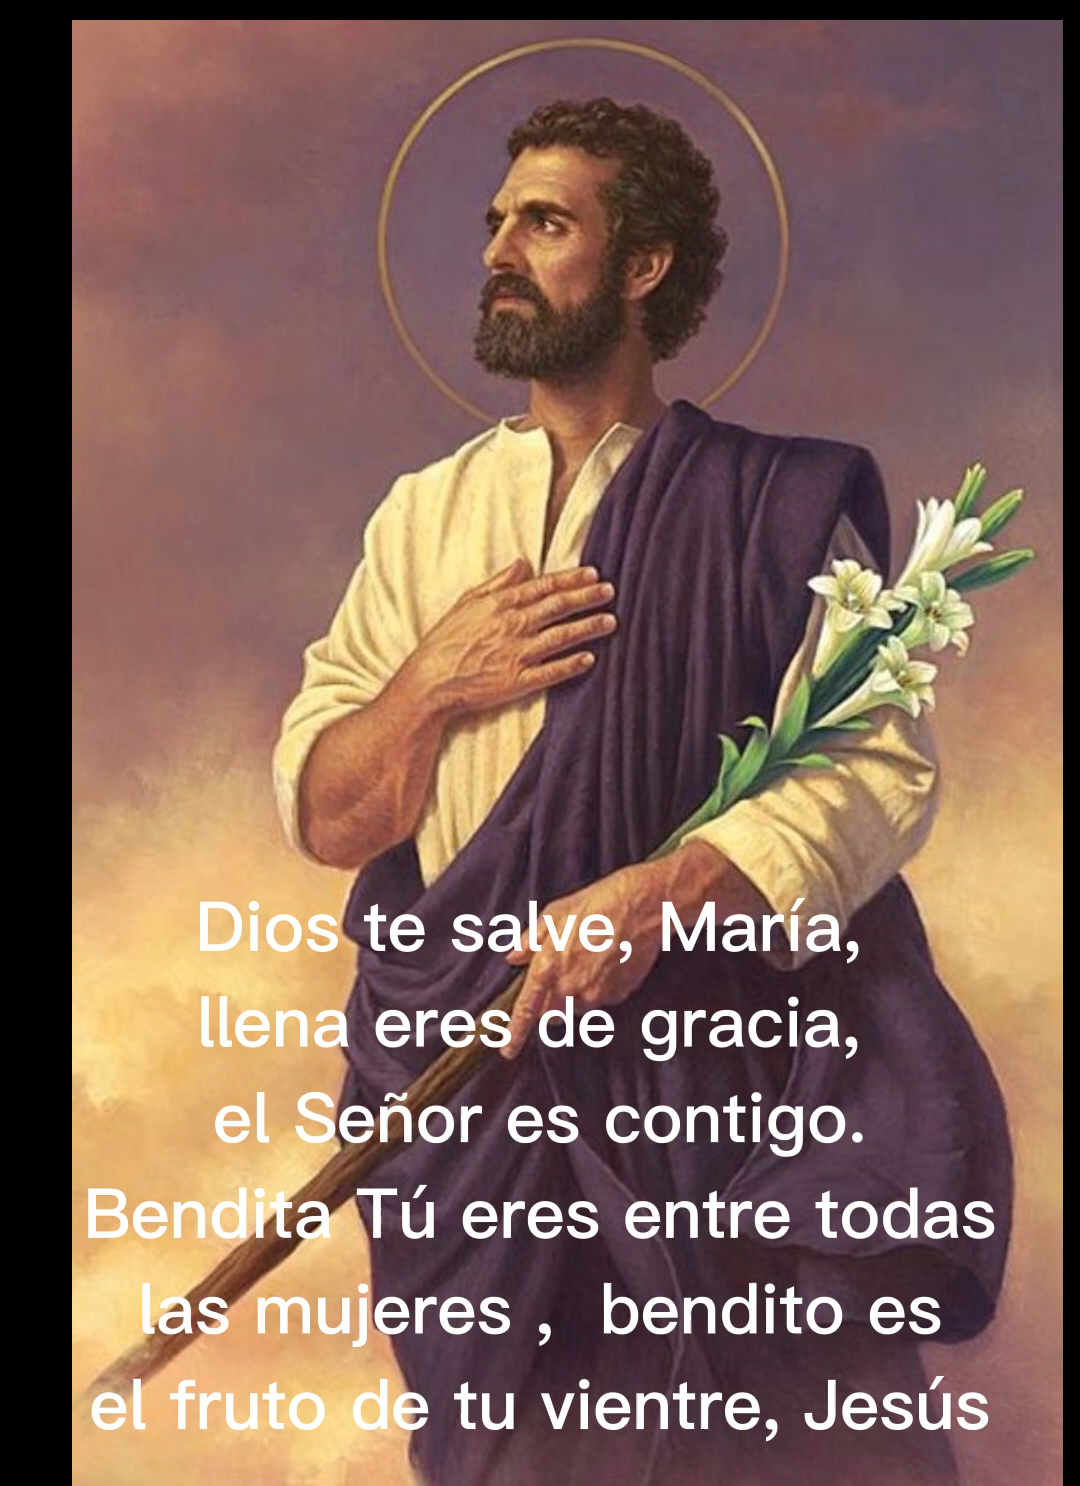 Dios te salve, María,
llena eres de gracia,
el Señor es contigo.
Bendita Tú eres entre todas
las mujeres ,  bendito es
el fruto de tu vientre, Jesús